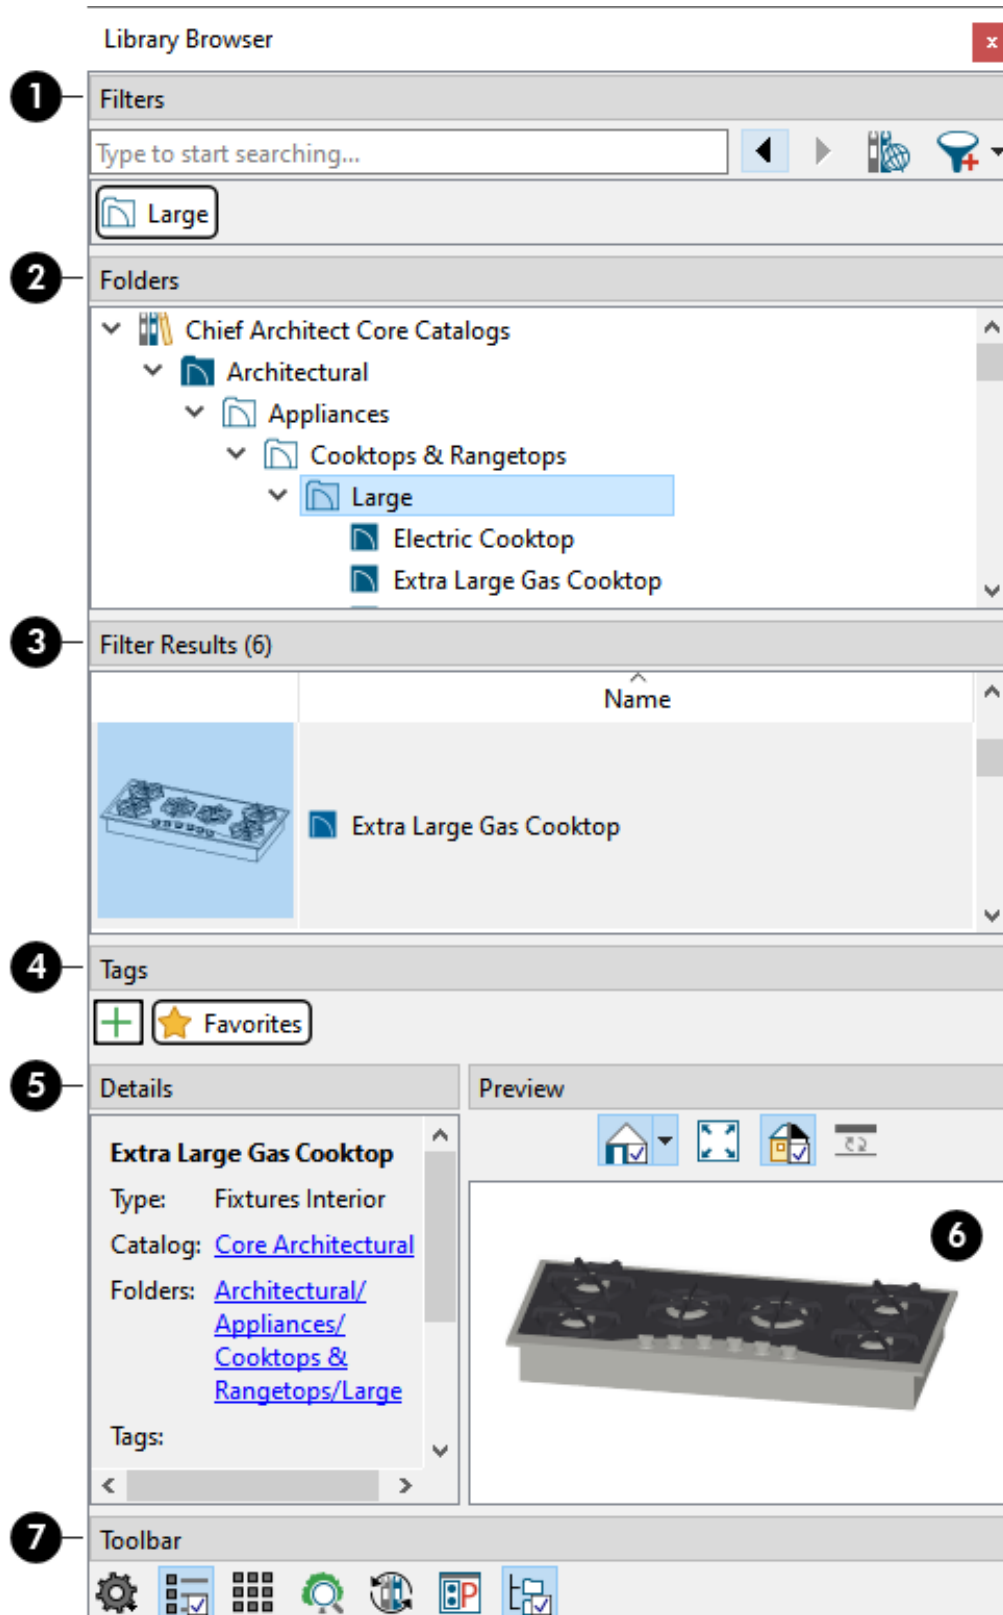 Library Browser
x
1
Filters
Type to start searching...
Large
2
Folders
Chief Architect Core Catalogs
Architectural
Appliances
Cooktops & Rangetops
Large
Electric Cooktop
Extra Large Gas Cooktop
3
Filter Results (6)
Name
Extra Large Gas Cooktop
4
Tags
Favorites
5
Details
Preview
Extra Large Gas Cooktop
Type: Fixtures Interior
Catalog: Core Architectural
Folders: Architectural/
Appliances/
Cooktops &
Rangetops/Large
Tags:
6
7
Toolbar
P